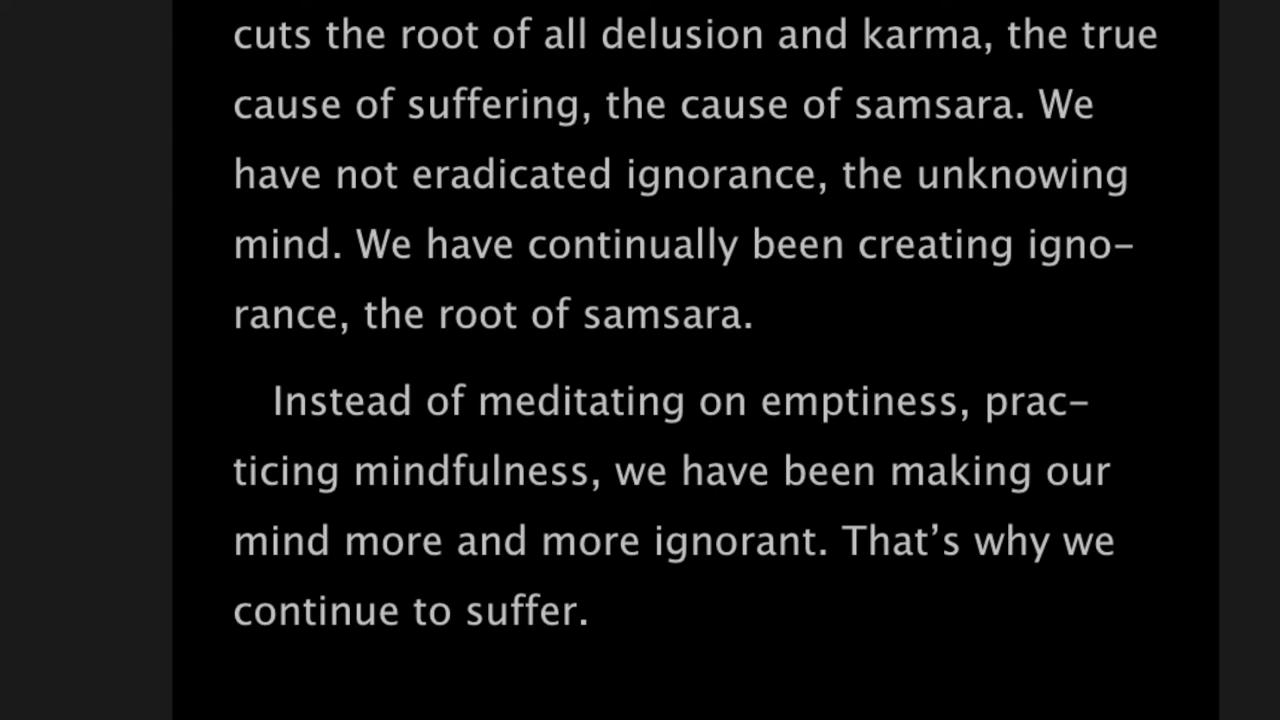 cuts the root of all delusion and karma, the true
cause of suffering, the cause of samsara. We
have not eradicated ignorance, the unknowing
mind. We have continually been creating igno-
rance, the root of samsara.
Instead of meditating on emptiness, prac-
ticing mindfulness, we have been making our
mind more and more ignorant. That’s why we
continue to suffer.